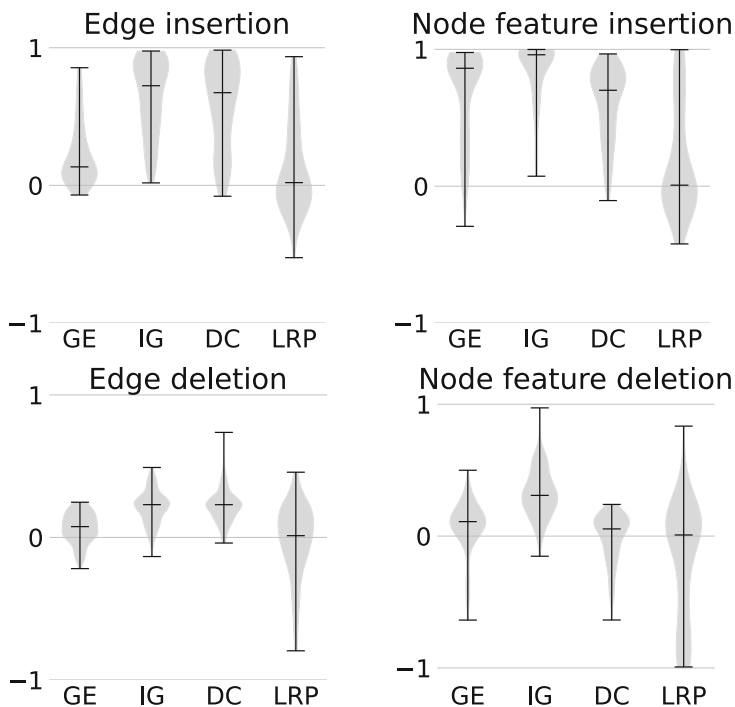 Edge insertion
Node feature insertion
1
1
0
0
−1
−1
GE IG DC LRP
GE IG DC LRP
Edge deletion
Node feature deletion
1
1
0
0
−1
−1
GE IG DC LRP
GE IG DC LRP